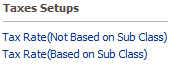 Taxes Setups
Tax Rate(Not Based on Sub Class)
Tax Rate(Based on Sub Class)